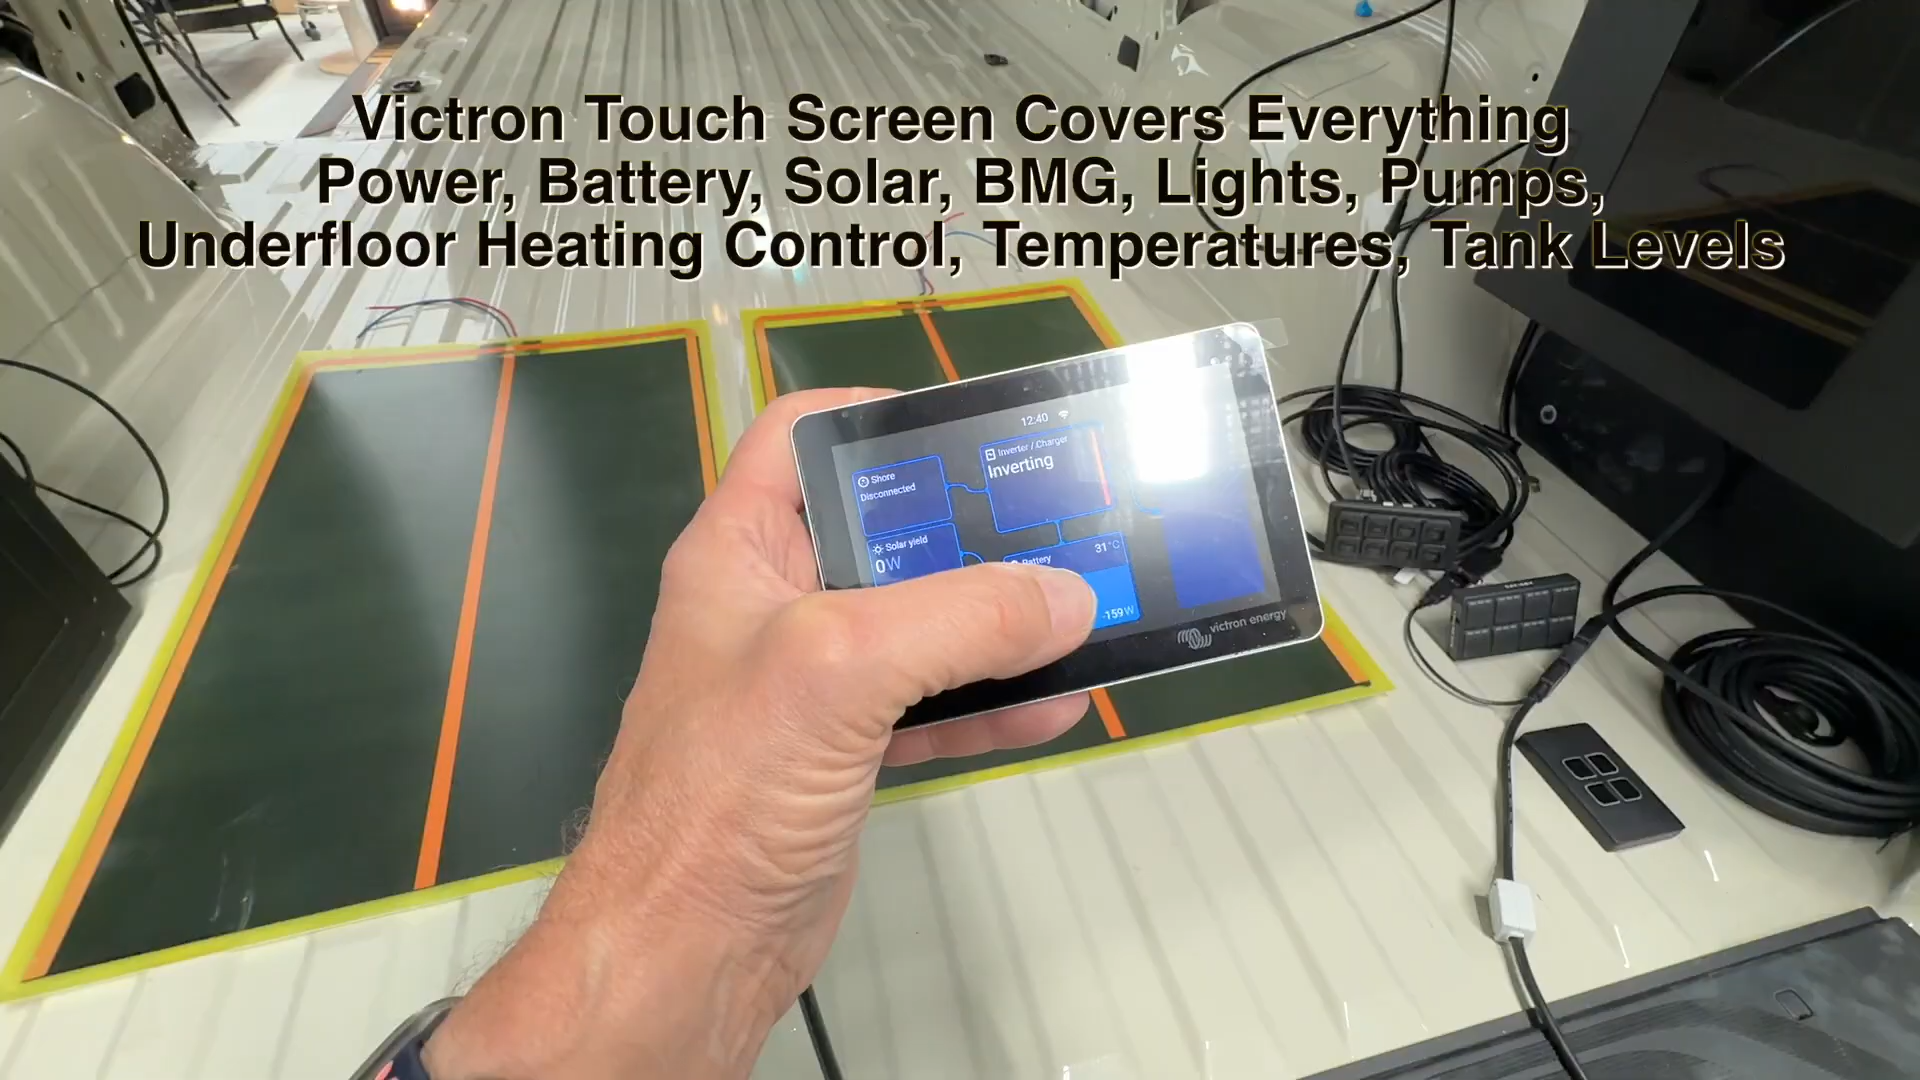 Victron Touch Screen Covers Everything
Power, Battery, Solar, BMG, Lights, Pumps,
Underfloor Heating Control, Temperatures, Tank Levels
12:40
Shore
Disconnected
Inverter / Charger
Inverting
Solar yield
0W
Battery
31°C
-159W
victron energy